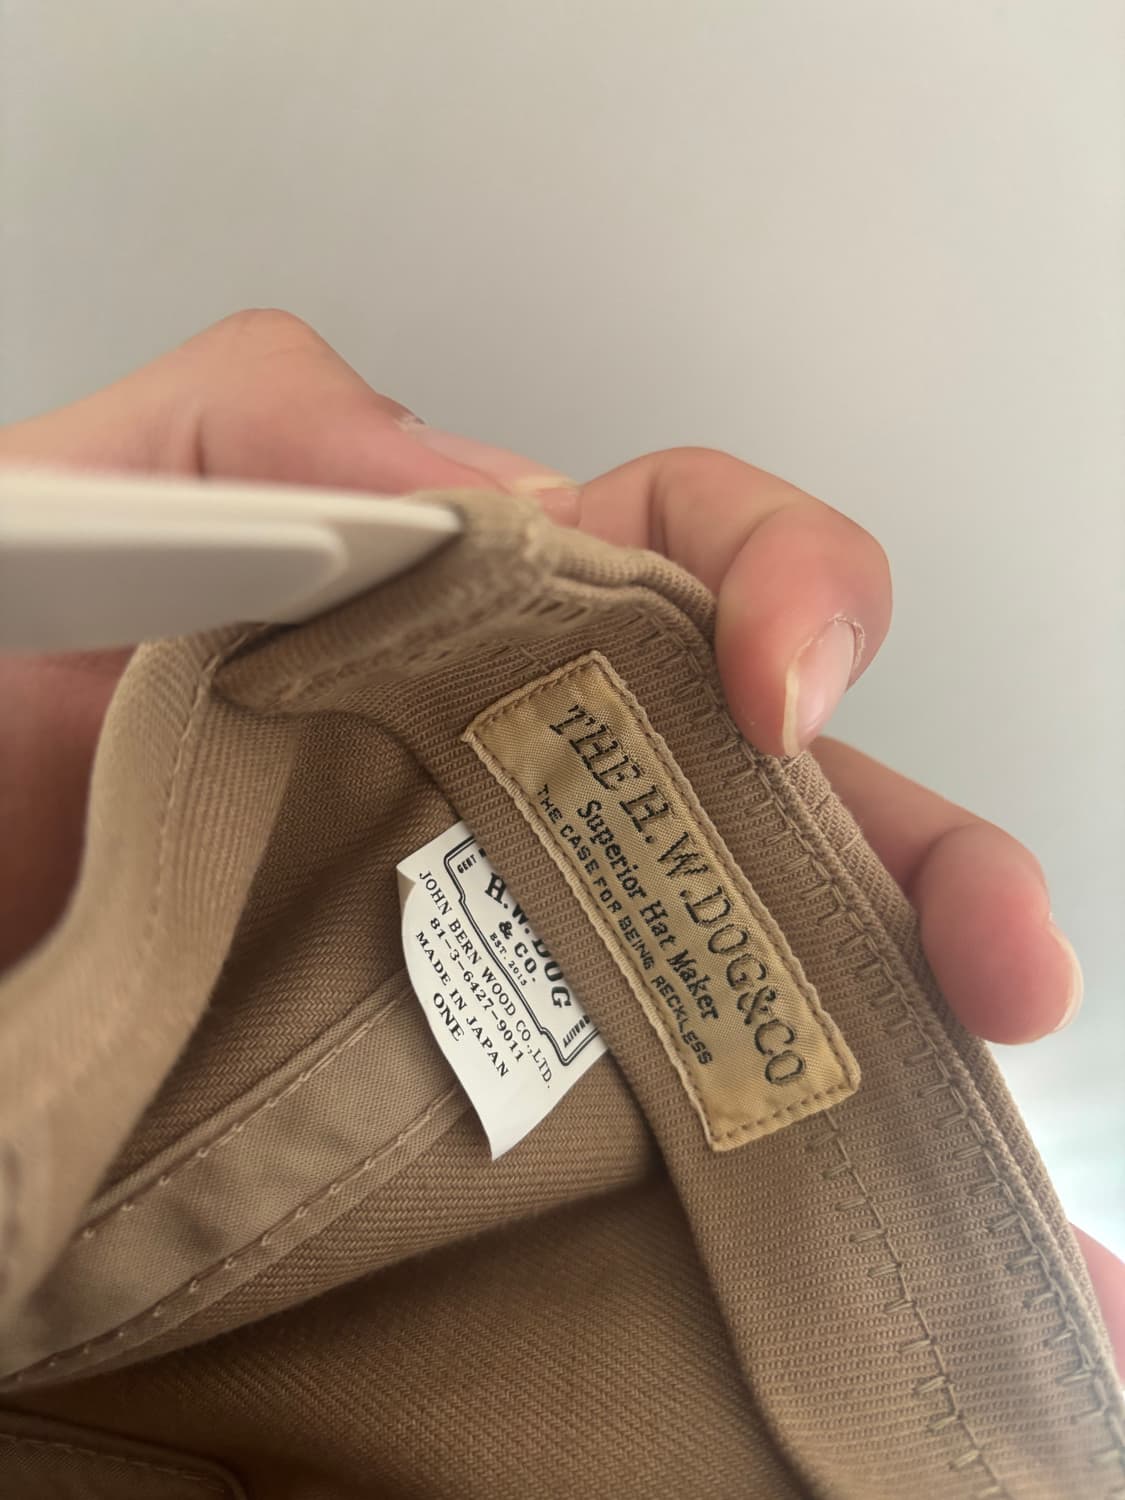 THE H.W.DOG&CO
Superior Hat Maker
THE CASE FOR BEING RECKLESS
H.W.DOG
& CO.
EST. 2015
JOHN BERN WOOD CO.,LTD.
81-3-6427-9011
MADE IN JAPAN
ONE